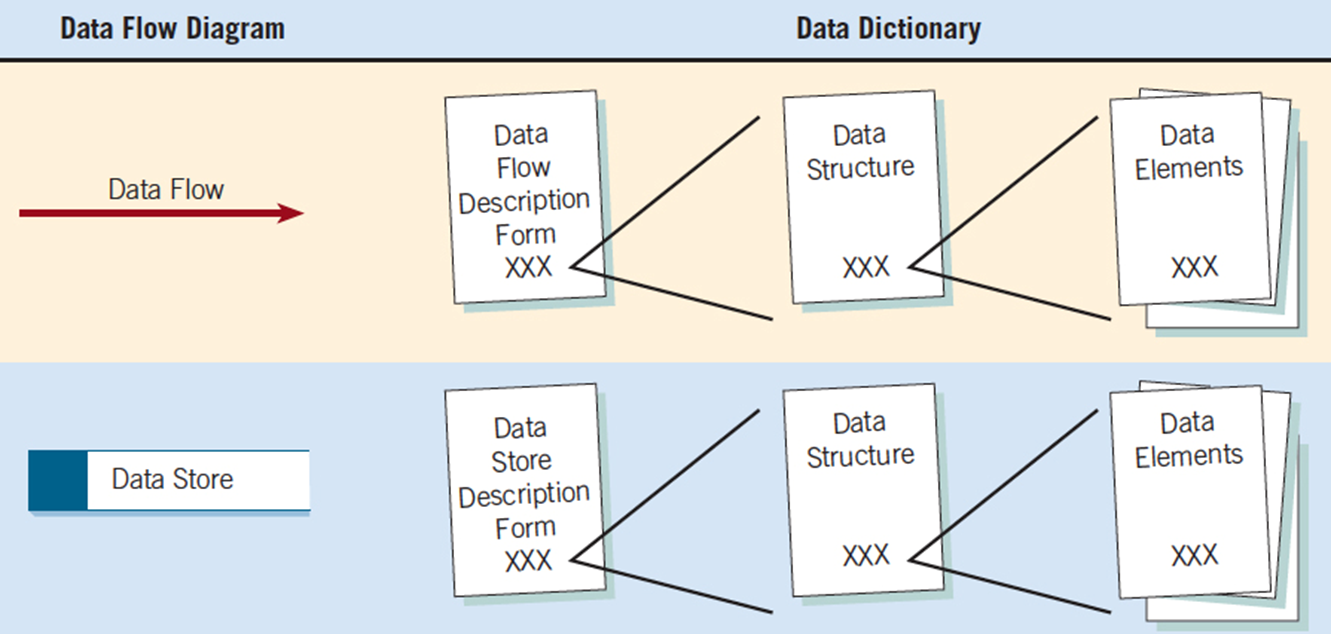 Data Flow Diagram
Data Dictionary
Data Flow
Data
Flow
Description
Form
XXX
Data
Structure
XXX
Data
Elements
XXX
Data Store
Data
Store
Description
Form
XXX
Data
Structure
XXX
Data
Elements
XXX